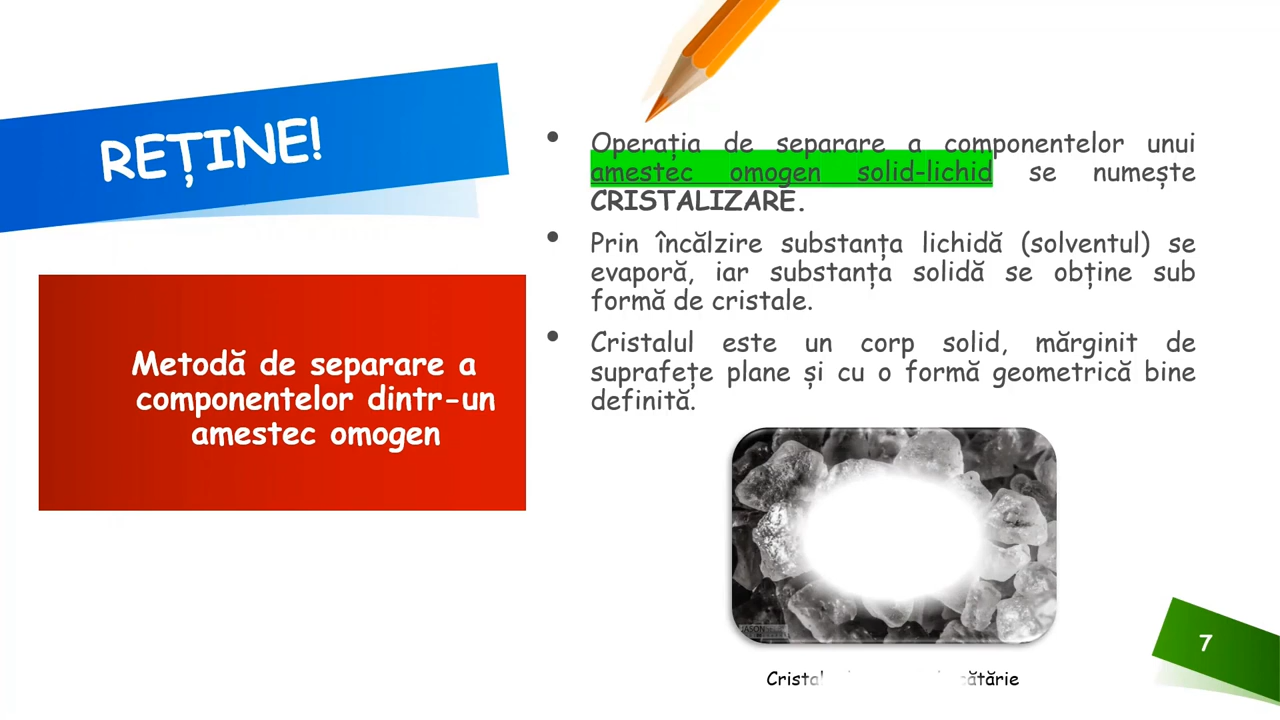 REȚINE!
Metodă de separare a
componentelor dintr-un
amestec omogen
Operația de separare a componentelor unui
amestec omogen solid-lichid se numește
CRISTALIZARE.
Prin încălzire substanța lichidă (solventul) se
evaporă, iar substanța solidă se obține sub
formă de cristale.
Cristalul este un corp solid, mărginit de
suprafețe plane și cu o formă geometrică bine
definită.
JASON
7